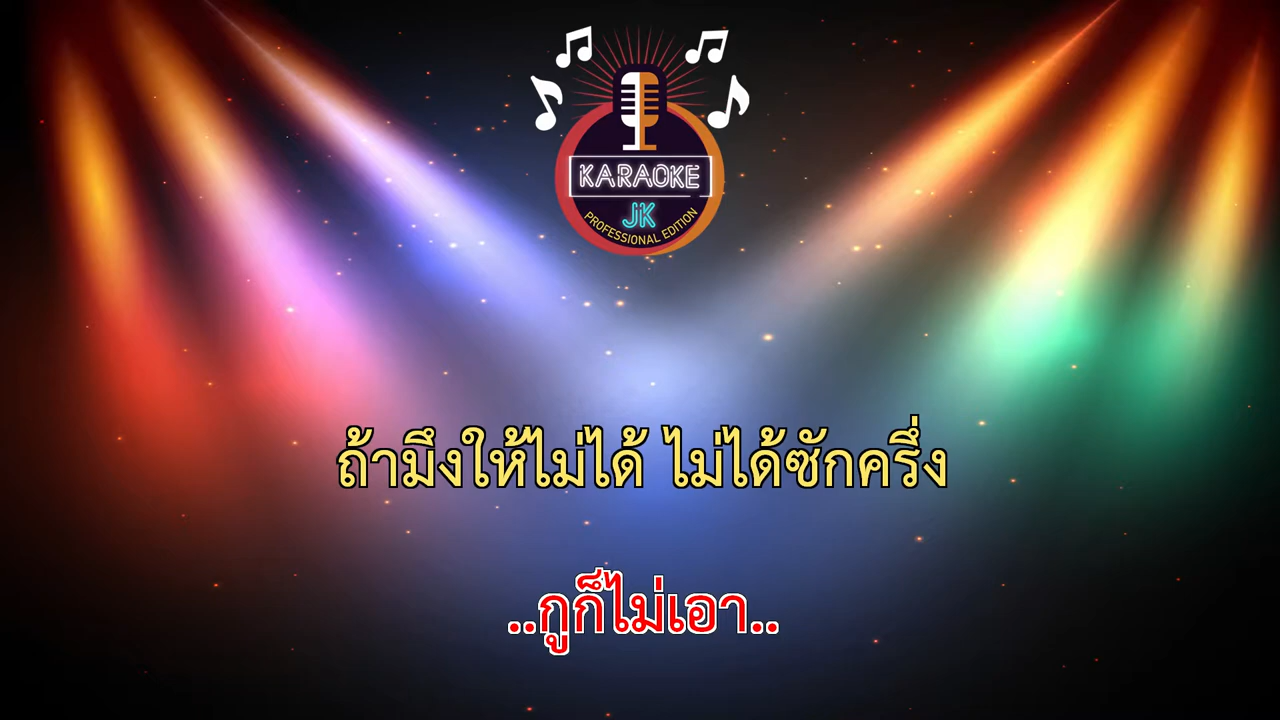 KARAOKE
JK
PROFESSIONAL EDITION
ถ้ามึงให้ไม่ได้ ไม่ได้ซักครึ่ง
..กูก็ไม่เอา..